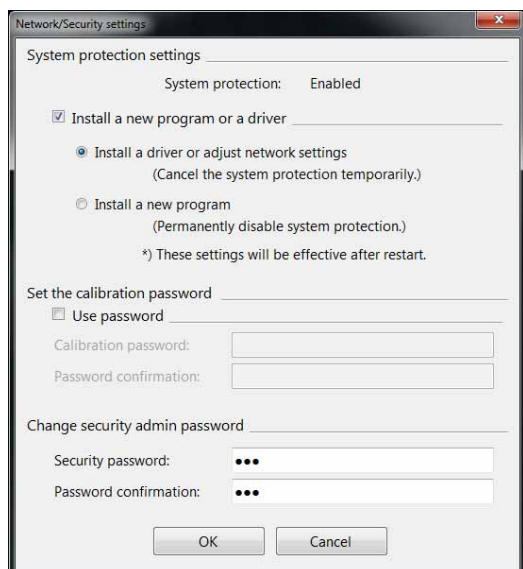 Network/Security settings
System protection settings
System protection: Enabled
Install a new program or a driver
Install a driver or adjust network settings
(Cancel the system protection temporarily.)
Install a new program
(Permanently disable system protection.)
*) These settings will be effective after restart.
Set the calibration password
Use password
Calibration password:
Password confirmation:
Change security admin password
Security password: •••
Password confirmation: •••
OK Cancel